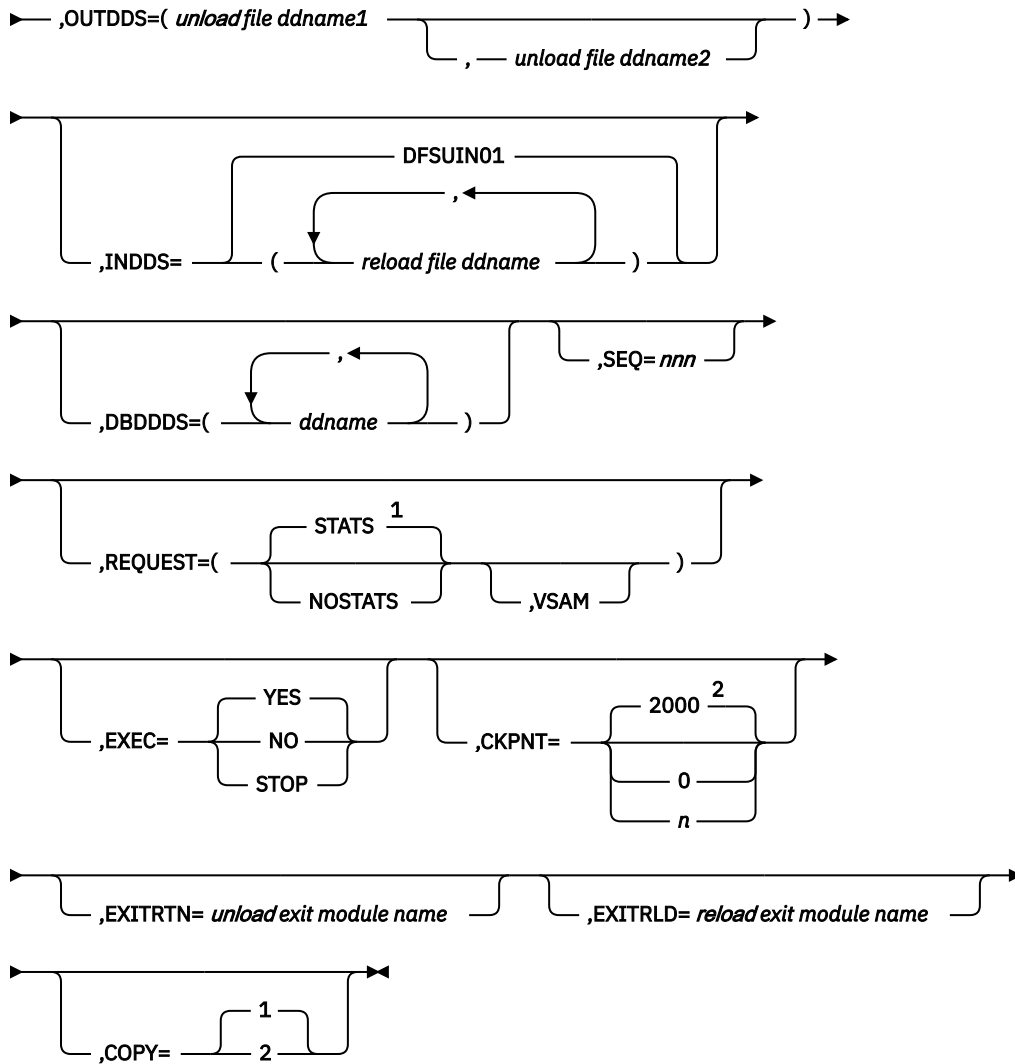 ,OUTDDS=( unload file ddname1 )
, unload file ddname2
DFSUIN01
,
,INDDS= ( reload file ddname )
,
,DBDDDS=( ddname )
,SEQ= nnn
STATS 1
,REQUEST=( )
NOSTATS ,VSAM
YES
,EXEC= NO
STOP
2000 2
,CKPNT=
0
n
,EXITRTN= unload exit module name ,EXITRLD= reload exit module name
1
,COPY= 2